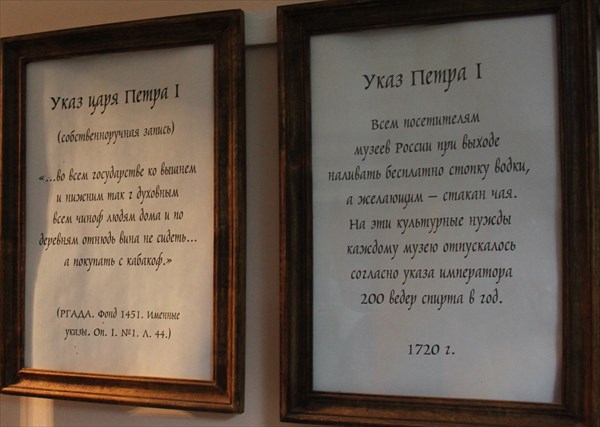 Указ царя Петра I
(собственноручная запись)
«...во всем государстве ко вышнем
и нижним так г духовным
всем чиноф людям дома и по
деревням отнюдь вина не сидеть...
а покупать с кабакоф.»
(РГАДА. Фонд 1451. Именные
указы. Оп. I. №1. Л. 44.)
Указ Петра I
Всем посетителям
музеев России при выходе
наливать бесплатно стопку водки,
а желающим – стакан чая.
На эти культурные нужды
каждому музею отпускалось
согласно указа императора
200 ведер спирта в год.
1720 г.